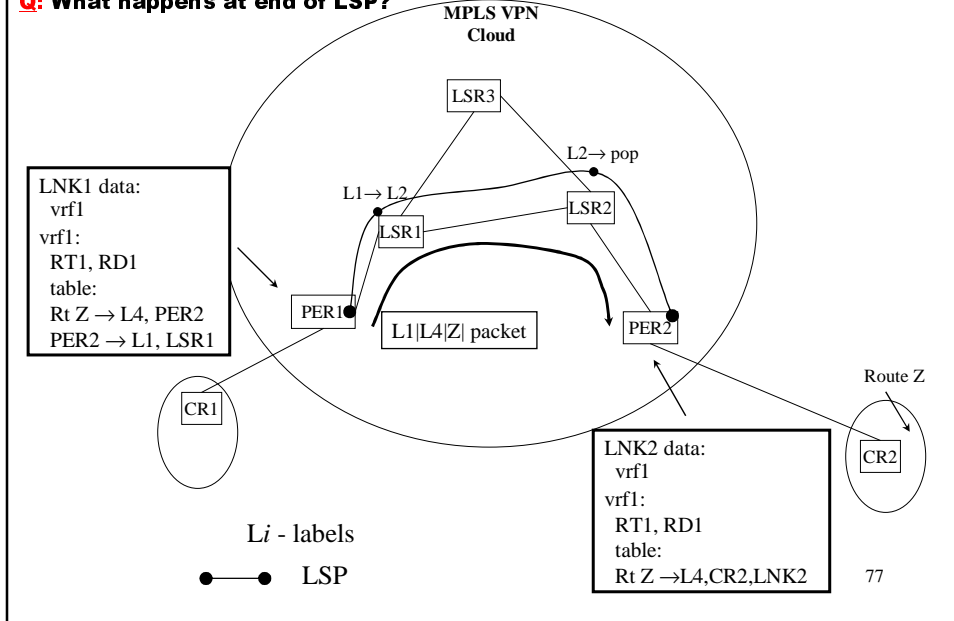 Q: What happens at end of LSP?
MPLS VPN
Cloud
LSR3
L2→ pop
L1→ L2
LSR2
LSR1
LNK1 data:
vrf1
vrf1:
RT1, RD1
table:
Rt Z → L4, PER2
PER2 → L1, LSR1
PER1
L1|L4|Z| packet
PER2
Route Z
CR1
CR2
LNK2 data:
vrf1
vrf1:
RT1, RD1
table:
Rt Z →L4,CR2,LNK2
Li - labels
LSP
77